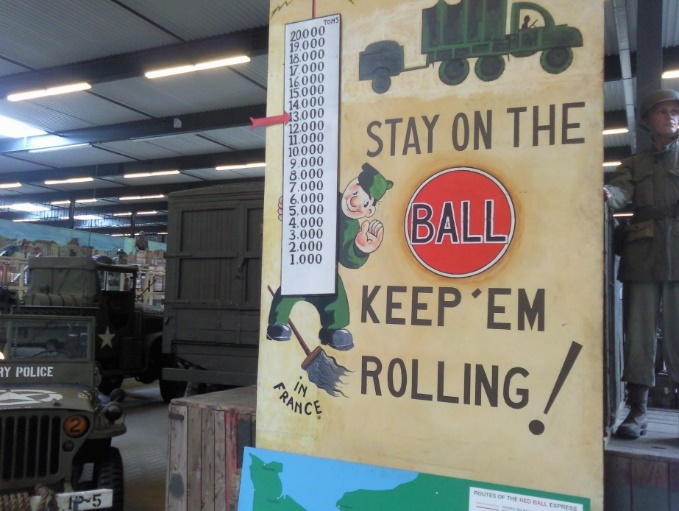 TONS
20.000
19.000
18.000
17.000
16.000
15.000
14.000
13.000
12.000
11.000
10.000
9.000
8.000
7.000
6.000
5.000
4.000
3.000
2.000
1.000
STAY ON THE
BALL
KEEP 'EM
ROLLING!
IN
FRANCE
RY POLICE
2
P-5
ROUTES OF THE RED BALL EXPRESS